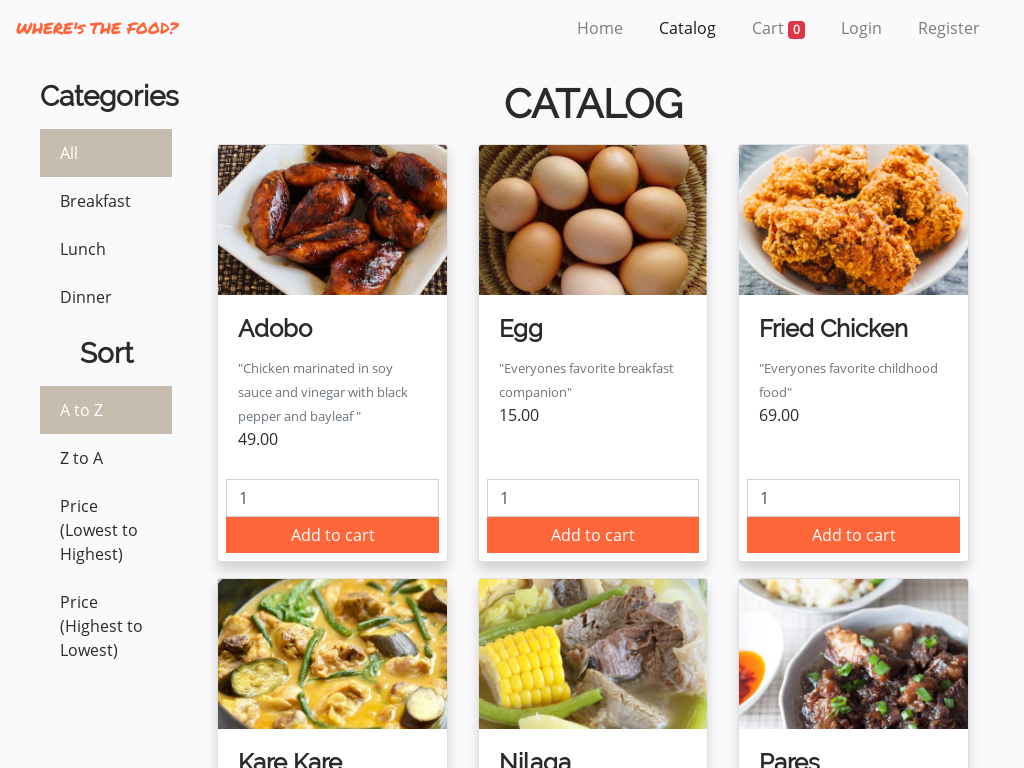 WHERE'S THE FOOD?
Home Catalog Cart 0 Login Register
Categories
All
Breakfast
Lunch
Dinner
Sort
A to Z
Z to A
Price
(Lowest to
Highest)
Price
(Highest to
Lowest)
CATALOG
Adobo
"Chicken marinated in soy
sauce and vinegar with black
pepper and bayleaf "
49.00
1
Add to cart
Egg
"Everyones favorite breakfast
companion"
15.00
1
Add to cart
Fried Chicken
"Everyones favorite childhood
food"
69.00
1
Add to cart
Kare Kare
Nilaga
Pares